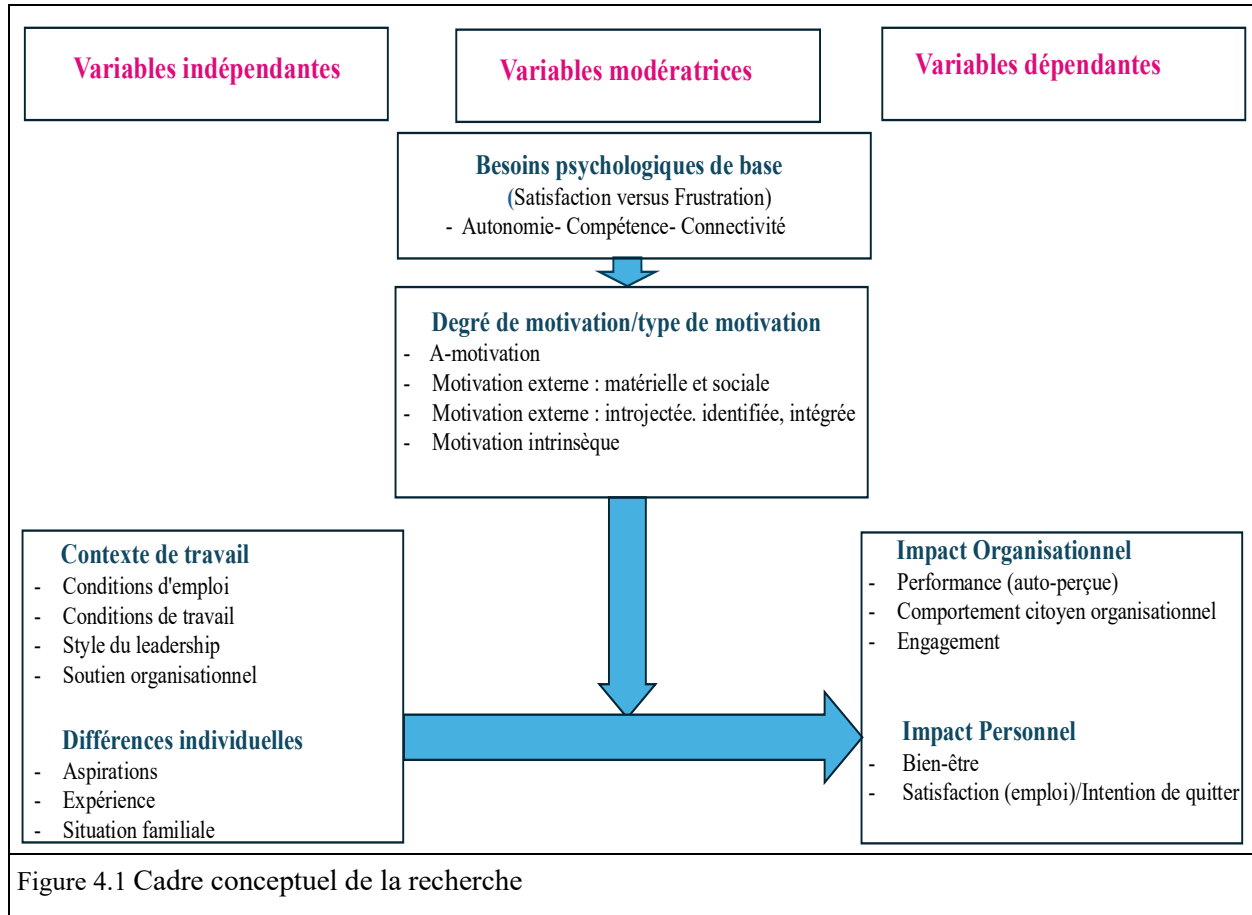 Variables indépendantes
Variables modératrices
Variables dépendantes
Besoins psychologiques de base
(Satisfaction versus Frustration)
- Autonomie- Compétence- Connectivité
Degré de motivation/type de motivation
- A-motivation
- Motivation externe : matérielle et sociale
- Motivation externe : introjectée. identifiée, intégrée
- Motivation intrinsèque
Contexte de travail
- Conditions d'emploi
- Conditions de travail
- Style du leadership
- Soutien organisationnel
Différences individuelles
- Aspirations
- Expérience
- Situation familiale
Impact Organisationnel
- Performance (auto-perçue)
- Comportement citoyen organisationnel
- Engagement
Impact Personnel
- Bien-être
- Satisfaction (emploi)/Intention de quitter
Figure 4.1 Cadre conceptuel de la recherche